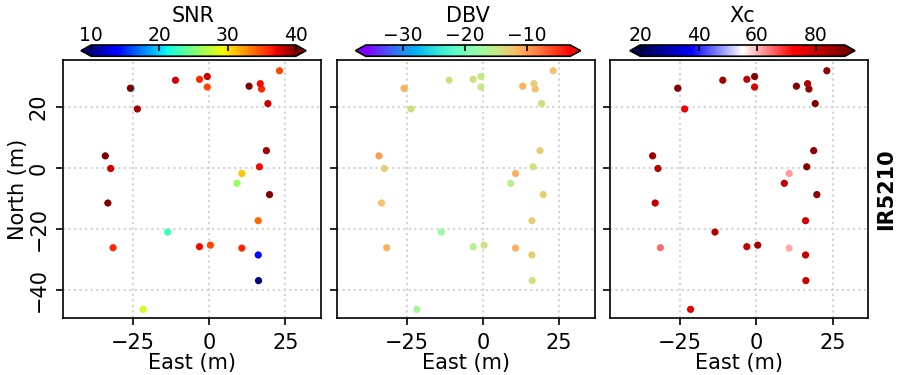 SNR DBV Xc
10 20 30 40 −30 −20 −10 20 40 60 80
20
0
−20
−40
North (m)
IR5210
−25 0 25 −25 0 25 −25 0 25
East (m) East (m) East (m)